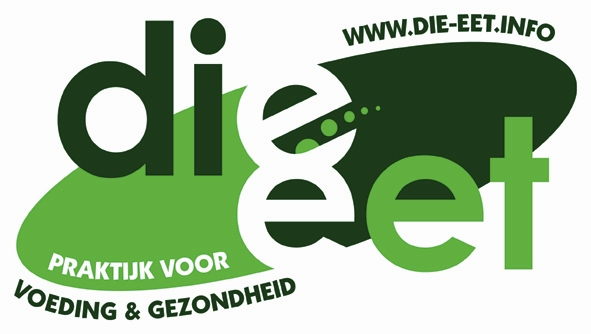 WWW.DIE-EET.INFO
die
eet
PRAKTIJK VOOR
VOEDING & GEZONDHEID